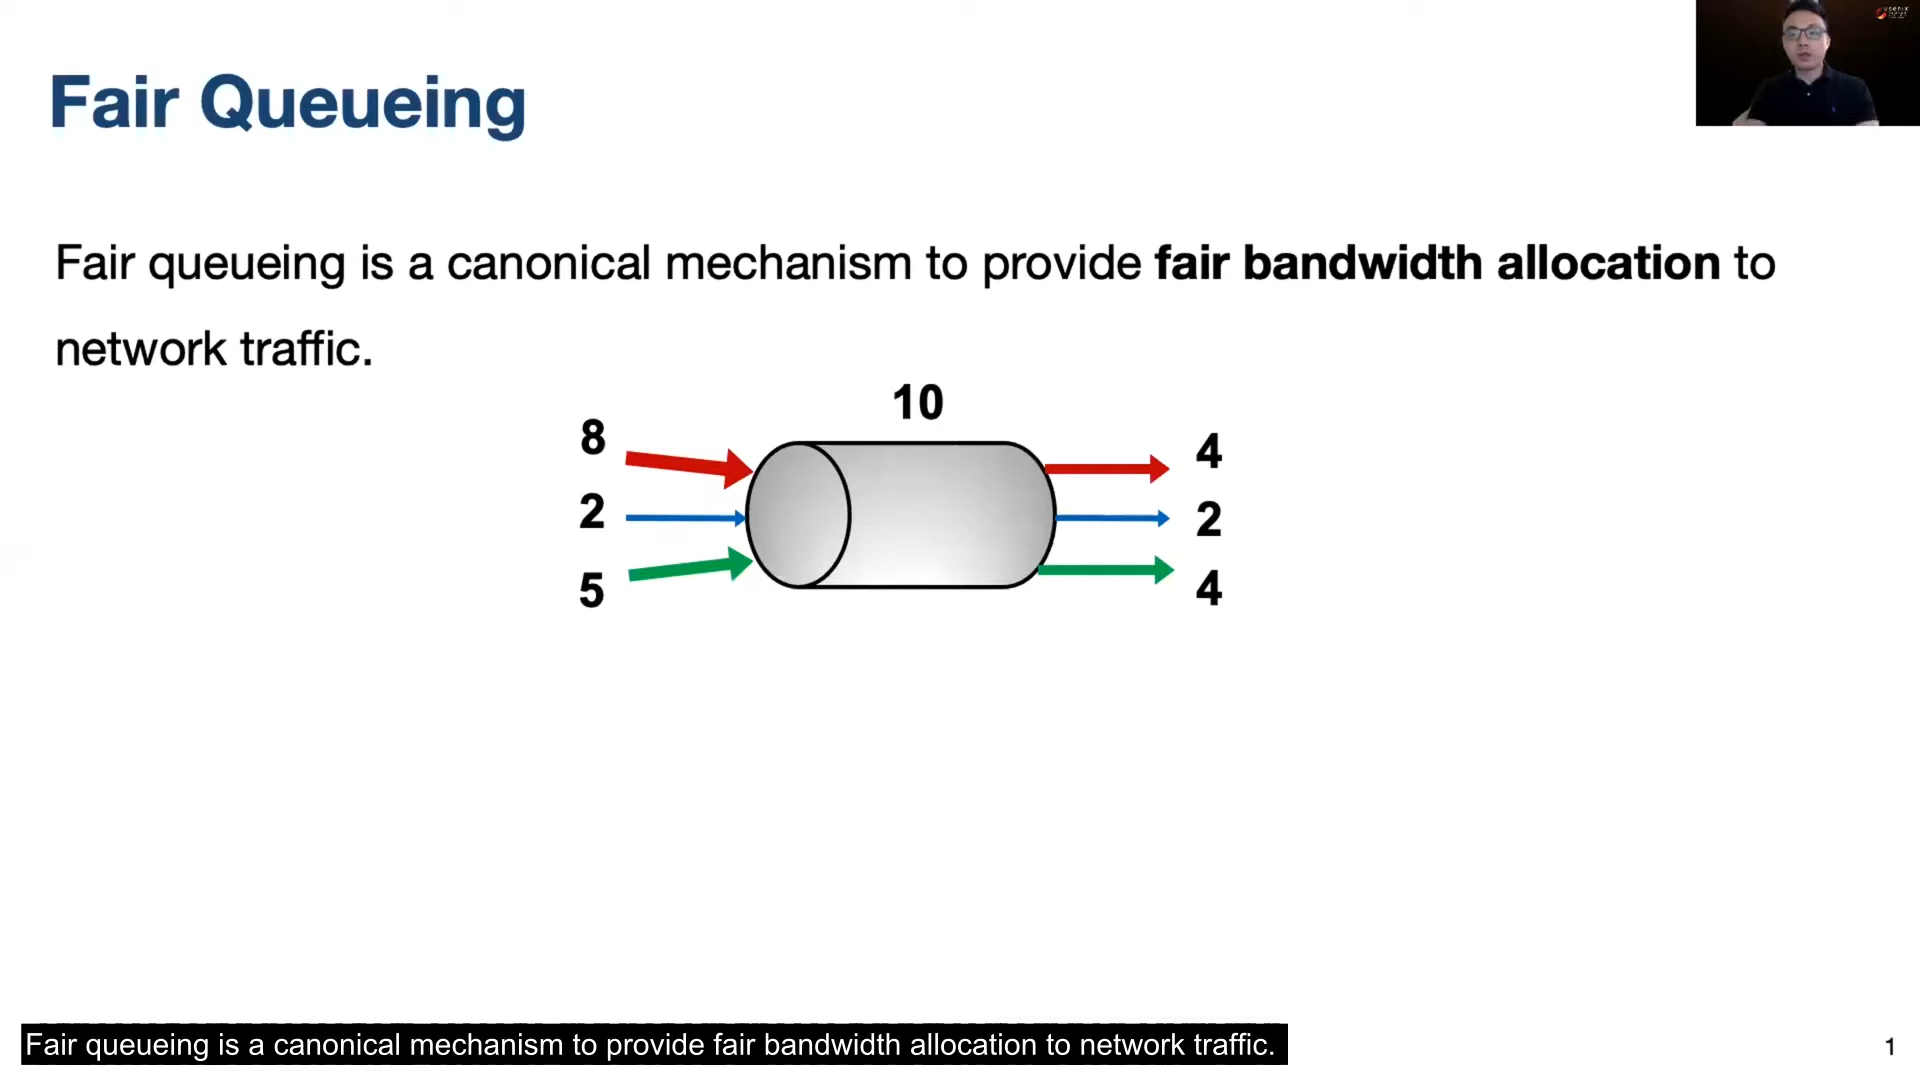 Fair Queueing
usenix
Fair queueing is a canonical mechanism to provide fair bandwidth allocation to
network traffic.
10
8
4
2
2
5
4
Fair queueing is a canonical mechanism to provide fair bandwidth allocation to network traffic.
1